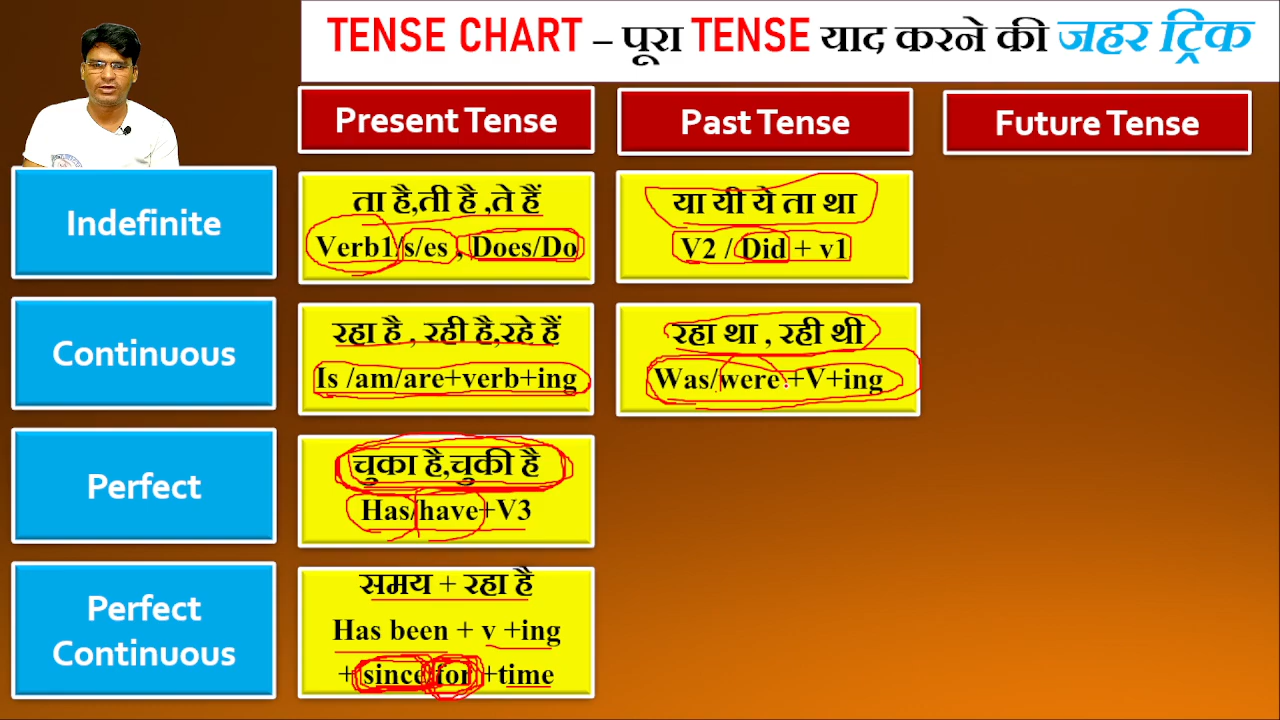 TENSE CHART – पूरा TENSE याद करने की जहर ट्रिक
Present Tense
Past Tense
Future Tense
Indefinite
ता है,ती है ,ते हैं
Verb1/s/es , Does/Do
या यी ये ता था
V2 / Did + v1
Continuous
रहा है , रही है,रहे हैं
Is /am/are+verb+ing
रहा था , रही थी
Was/were +V+ing
Perfect
चुका है,चुकी है
Has/have+V3
Perfect
Continuous
समय + रहा है
Has been + v +ing
+ since for +time